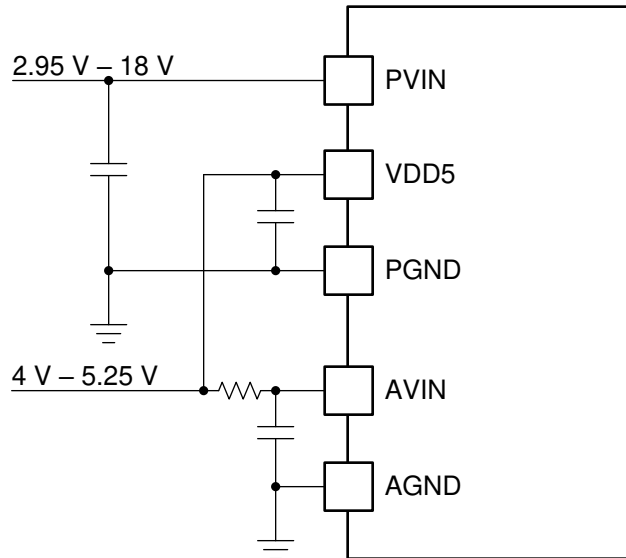 2.95 V – 18 V
PVIN
VDD5
PGND
4 V – 5.25 V
AVIN
AGND